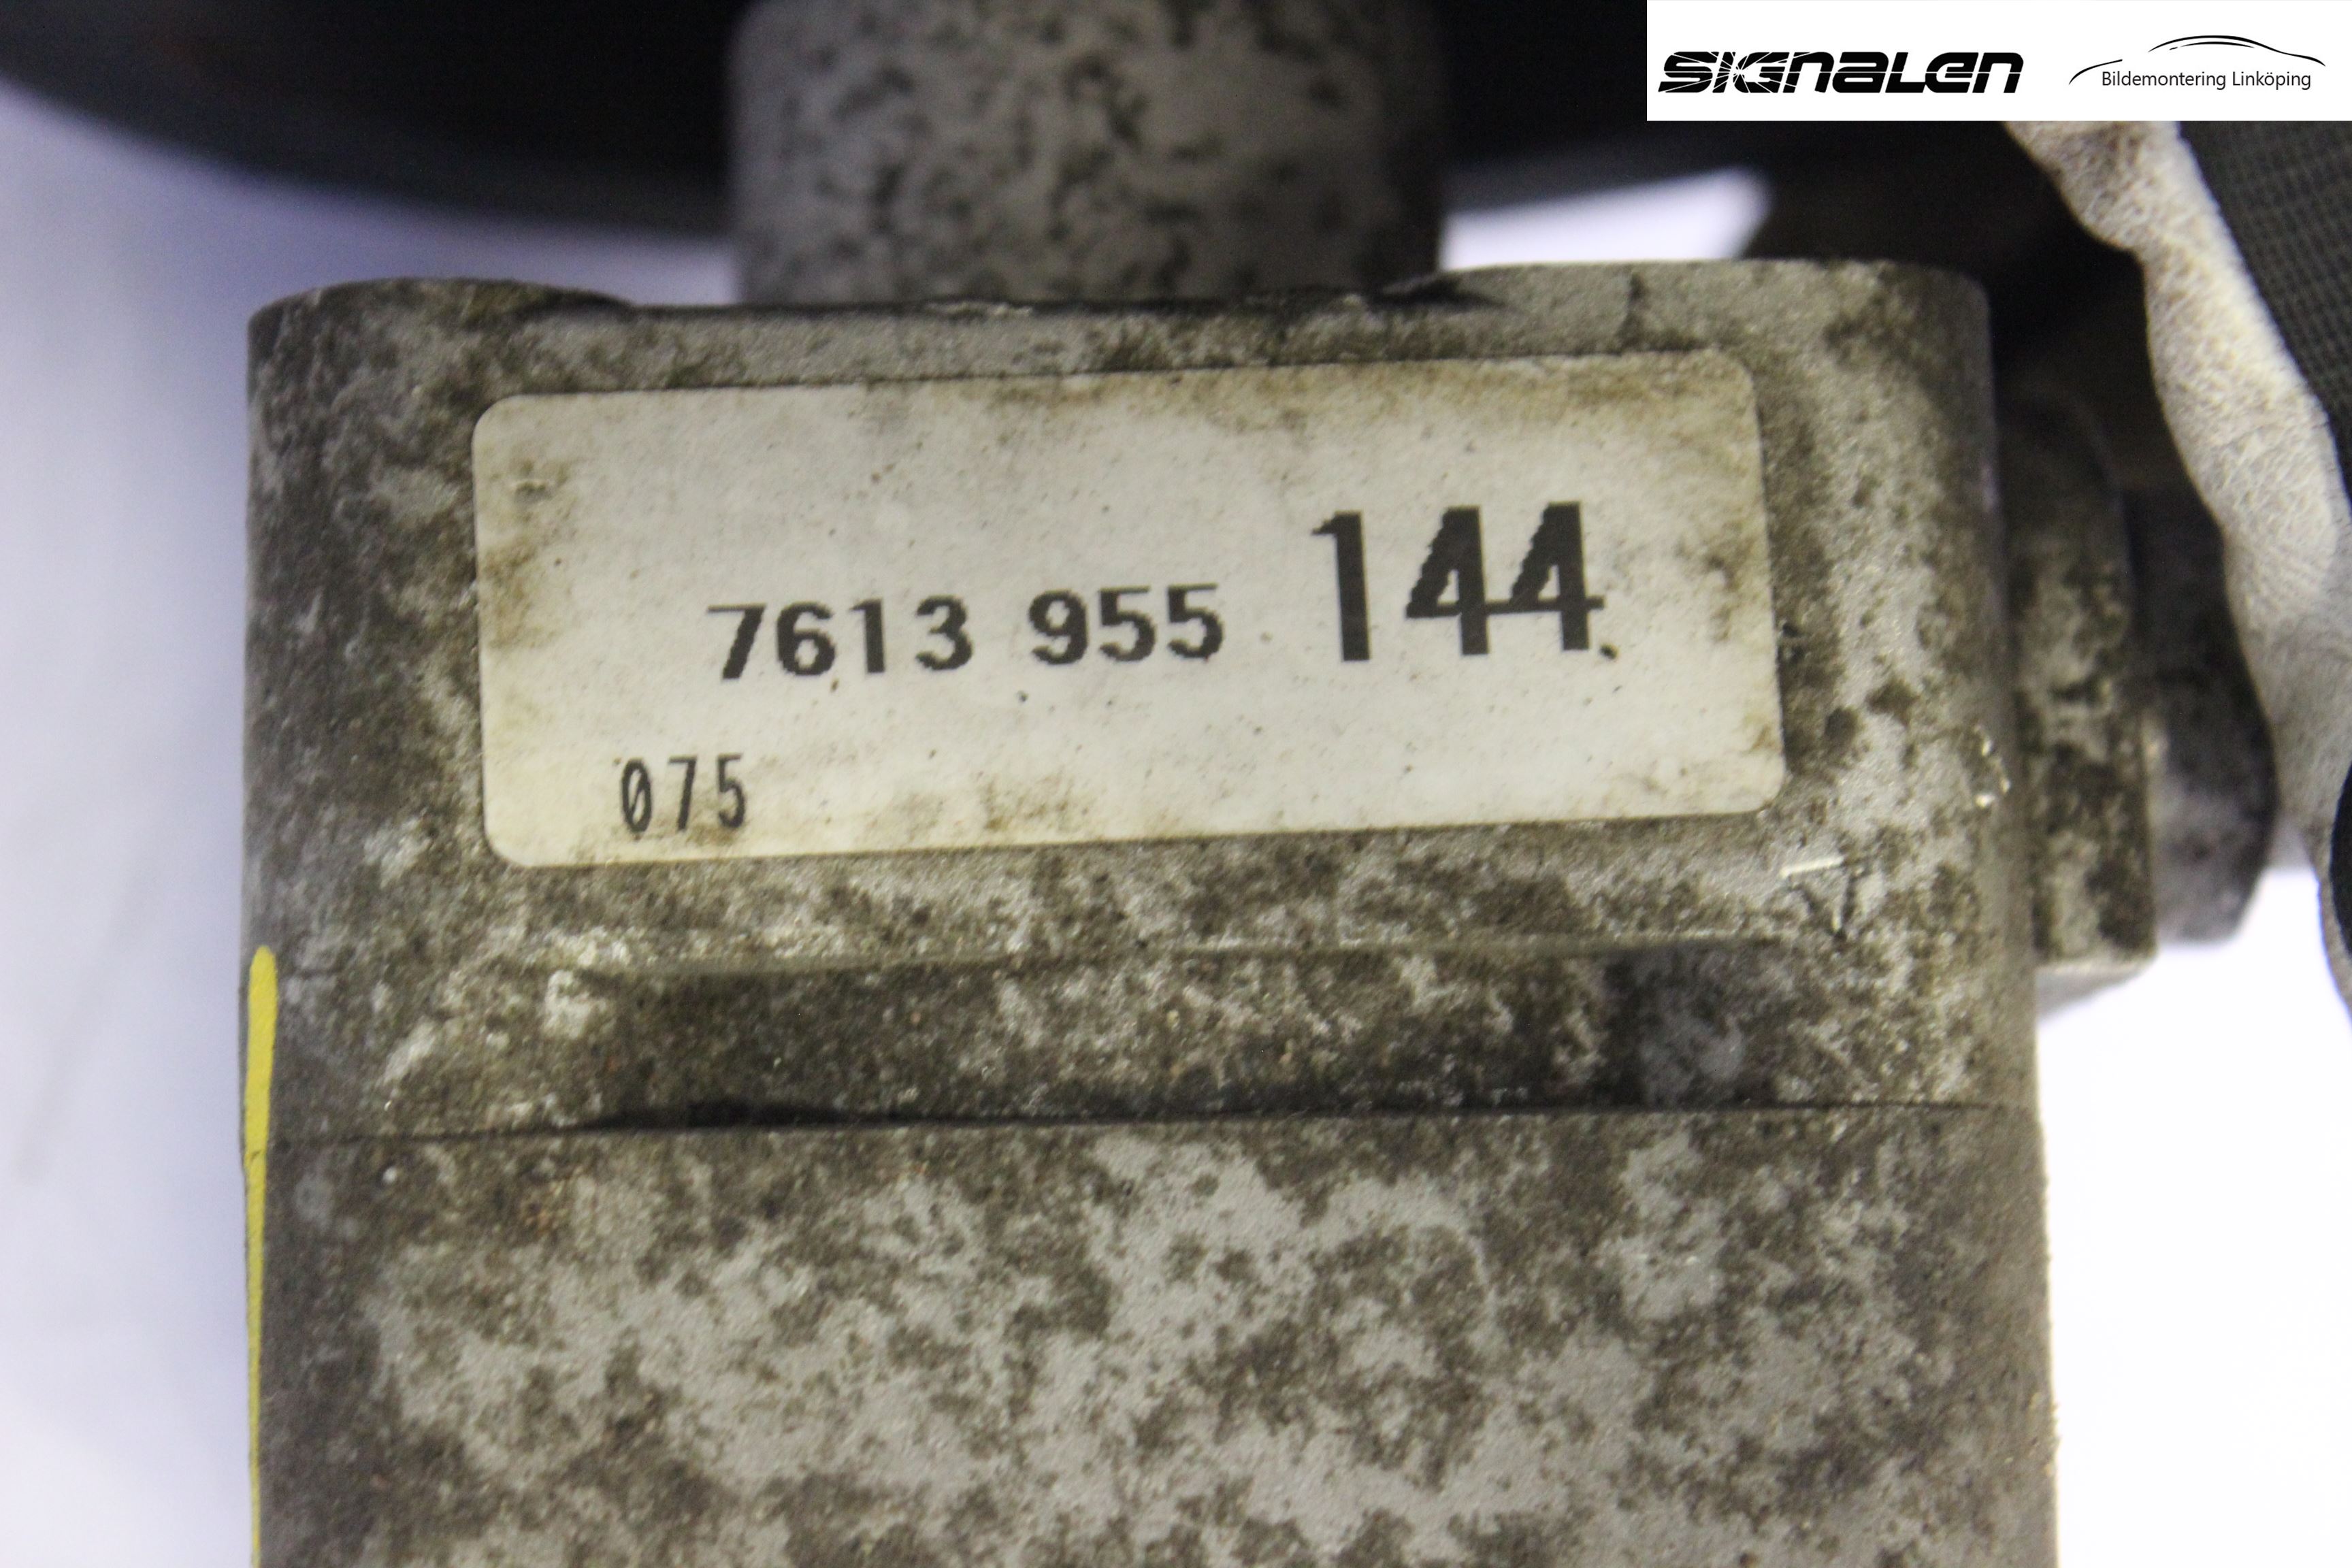 SIGNALEN
Bildemontering Linköping
7613 955 144
075